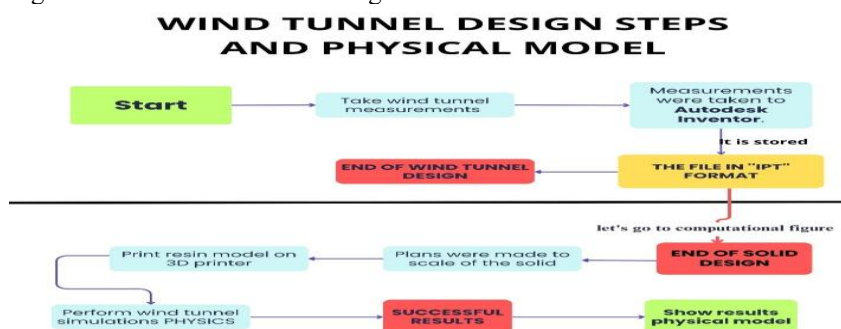 WIND TUNNEL DESIGN STEPS
AND PHYSICAL MODEL
Start
Take wind tunnel
measurements
Measurements
were taken to
Autodesk
Inventor.
It is stored
END OF WIND TUNNEL
DESIGN
THE FILE IN "IPT"
FORMAT
let's go to computational figure
Print resin model on
3D printer
Plans were made to
scale of the solid
END OF SOLID
DESIGN
Perform wind tunnel
simulations PHYSICS
SUCCESSFUL
RESULTS
Show results
physical model